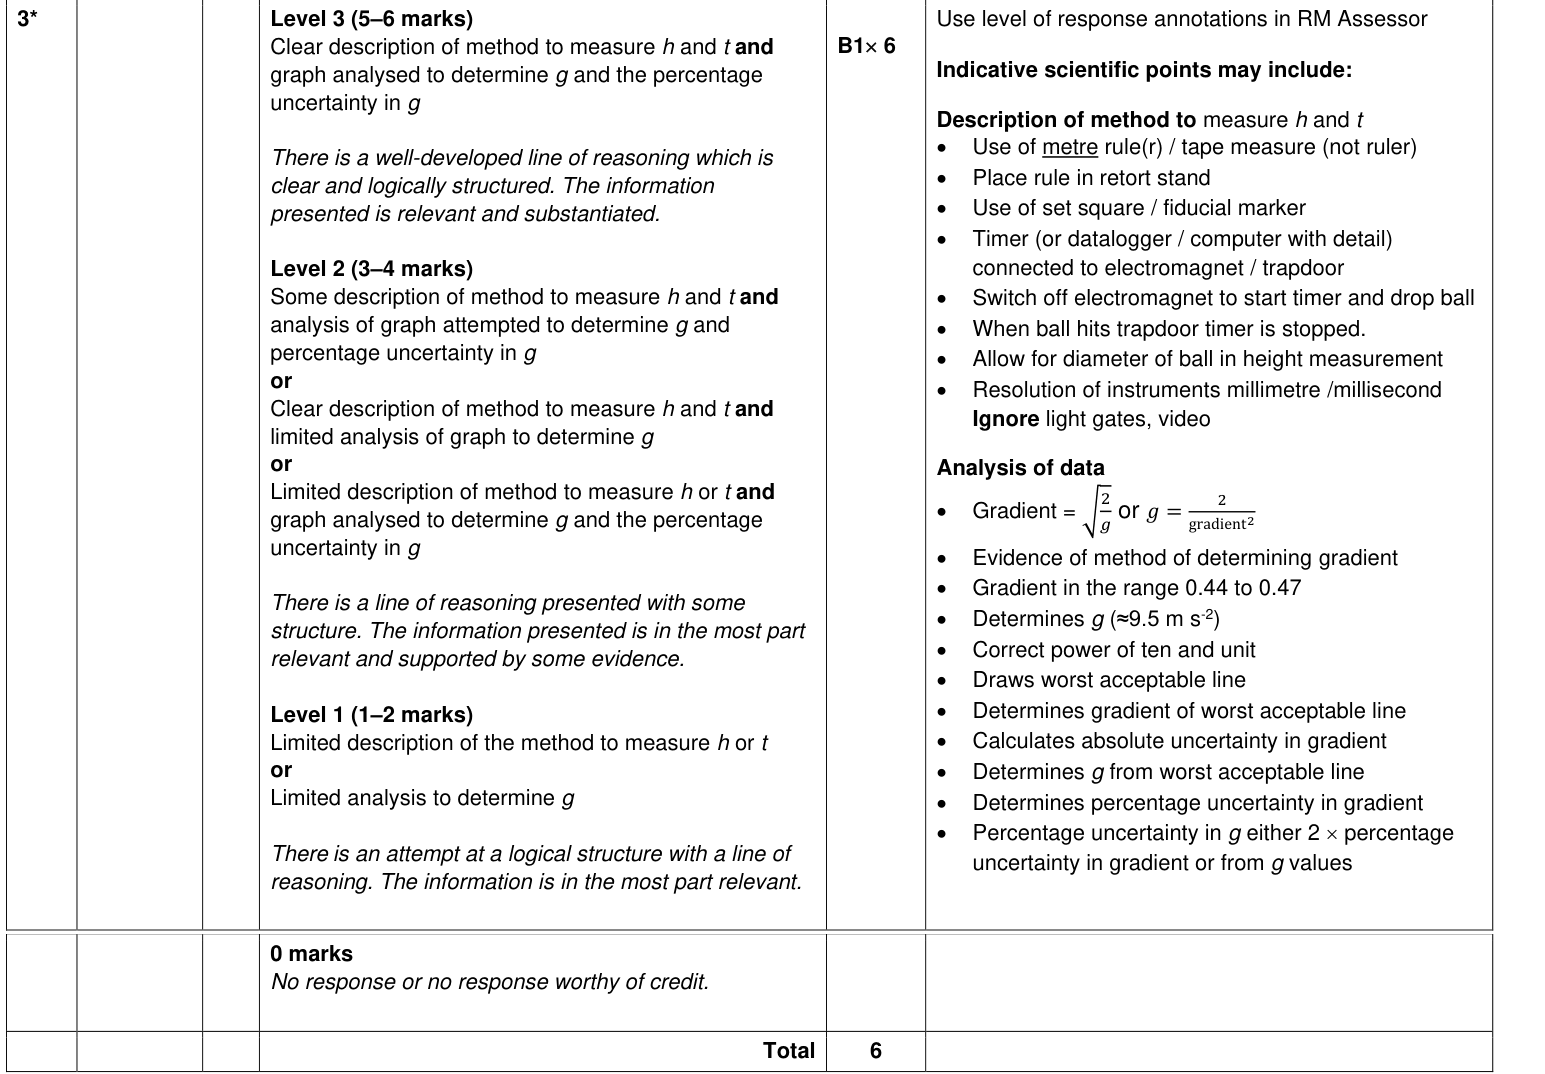 3*
Level 3 (5–6 marks)
Clear description of method to measure h and t and
graph analysed to determine g and the percentage
uncertainty in g
There is a well-developed line of reasoning which is
clear and logically structured. The information
presented is relevant and substantiated.
Level 2 (3–4 marks)
Some description of method to measure h and t and
analysis of graph attempted to determine g and
percentage uncertainty in g
or
Clear description of method to measure h and t and
limited analysis of graph to determine g
or
Limited description of method to measure h or t and
graph analysed to determine g and the percentage
uncertainty in g
There is a line of reasoning presented with some
structure. The information presented is in the most part
relevant and supported by some evidence.
Level 1 (1–2 marks)
Limited description of the method to measure h or t
or
Limited analysis to determine g
There is an attempt at a logical structure with a line of
reasoning. The information is in the most part relevant.
B1× 6
Use level of response annotations in RM Assessor
Indicative scientific points may include:
Description of method to measure h and t
• Use of metre rule(r) / tape measure (not ruler)
• Place rule in retort stand
• Use of set square / fiducial marker
• Timer (or datalogger / computer with detail)
connected to electromagnet / trapdoor
• Switch off electromagnet to start timer and drop ball
• When ball hits trapdoor timer is stopped.
• Allow for diameter of ball in height measurement
• Resolution of instruments millimetre /millisecond
Ignore light gates, video
Analysis of data
• Gradient = √(2/g) or g = 2/gradient²
• Evidence of method of determining gradient
• Gradient in the range 0.44 to 0.47
• Determines g (≈9.5 m s⁻²)
• Correct power of ten and unit
• Draws worst acceptable line
• Determines gradient of worst acceptable line
• Calculates absolute uncertainty in gradient
• Determines g from worst acceptable line
• Determines percentage uncertainty in gradient
• Percentage uncertainty in g either 2 × percentage
uncertainty in gradient or from g values
0 marks
No response or no response worthy of credit.
Total
6